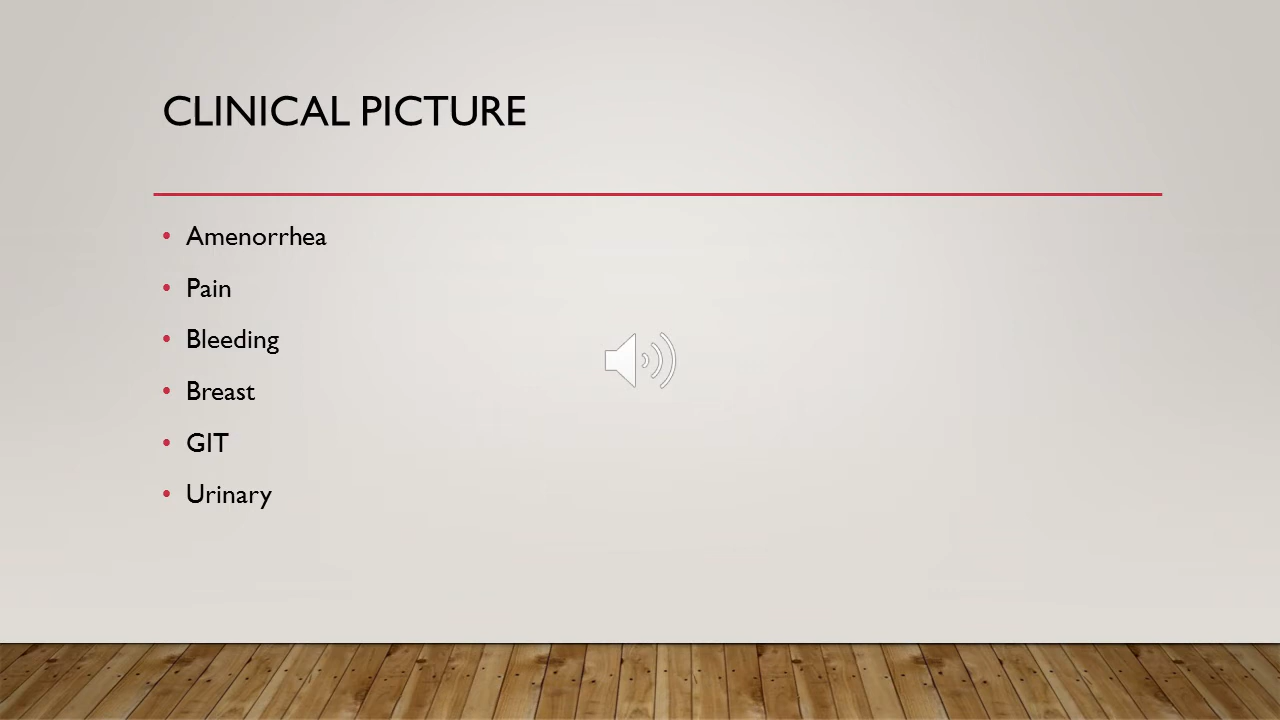 CLINICAL PICTURE
• Amenorrhea
• Pain
• Bleeding
• Breast
• GIT
• Urinary